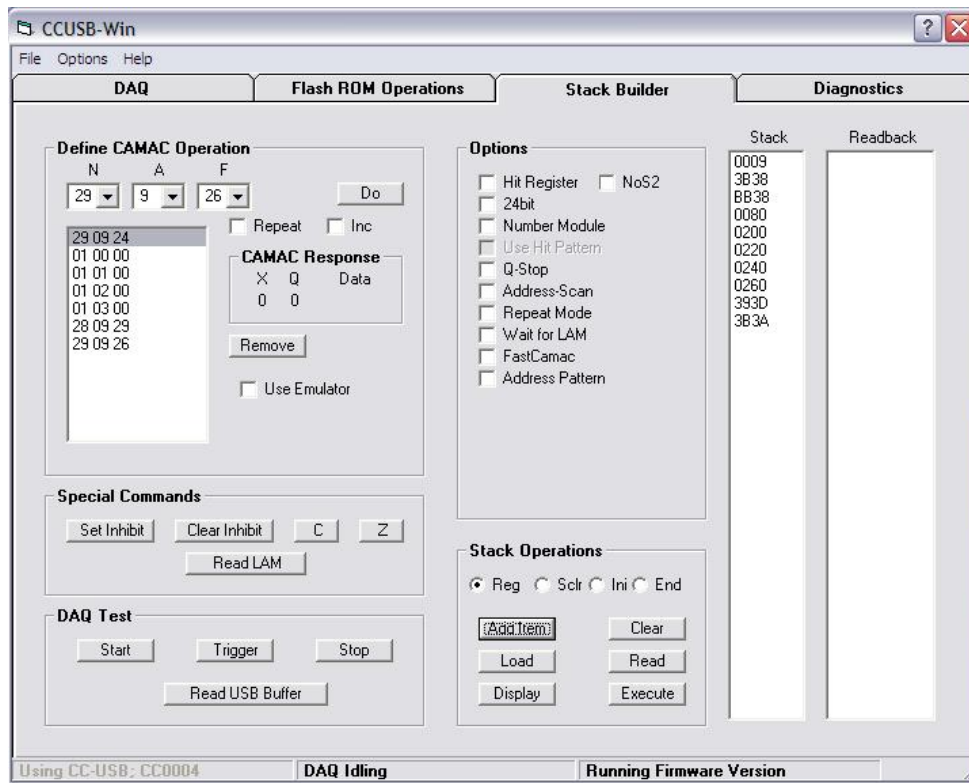 CCUSB-Win
File Options Help
DAQ Flash ROM Operations Stack Builder Diagnostics
Define CAMAC Operation
N A F
29 9 26 Do
Repeat Inc
29 09 24
01 00 00
01 01 00
01 02 00
01 03 00
28 09 29
29 09 26
CAMAC Response
X Q Data
0 0
Remove
Use Emulator
Special Commands
Set Inhibit Clear Inhibit C Z
Read LAM
DAQ Test
Start Trigger Stop
Read USB Buffer
Options
Hit Register NoS2
24bit
Number Module
Use Hit Pattern
Q-Stop
Address-Scan
Repeat Mode
Wait for LAM
FastCamac
Address Pattern
Stack Operations
Reg Sclr Ini End
Add Item Clear
Load Read
Display Execute
Stack Readback
0009
3B38
BB38
0080
0200
0220
0240
0260
393D
3B3A
Using CC-USB; CC0004 DAQ Idling Running Firmware Version